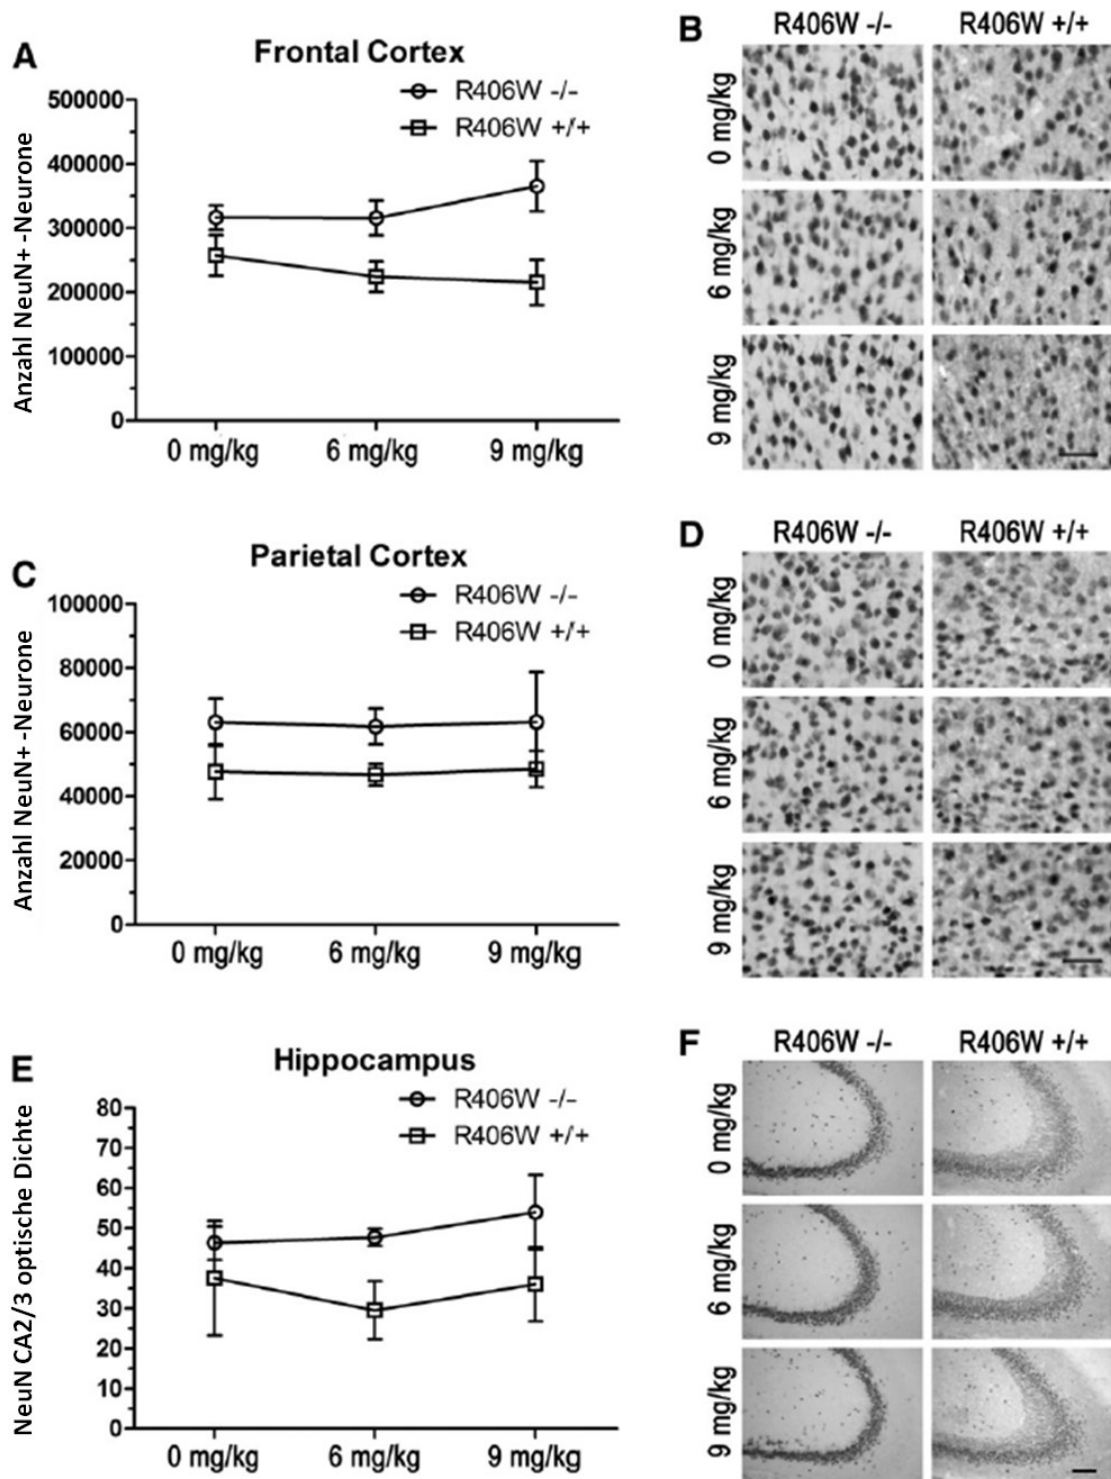 A
Frontal Cortex
R406W -/-
R406W +/+
Anzahl NeuN+ -Neurone
500000
400000
300000
200000
100000
0
0 mg/kg 6 mg/kg 9 mg/kg
B
R406W -/- R406W +/+
0 mg/kg
6 mg/kg
9 mg/kg
C
Parietal Cortex
R406W -/-
R406W +/+
Anzahl NeuN+ -Neurone
100000
80000
60000
40000
20000
0
0 mg/kg 6 mg/kg 9 mg/kg
D
R406W -/- R406W +/+
0 mg/kg
6 mg/kg
9 mg/kg
E
Hippocampus
R406W -/-
R406W +/+
NeuN CA2/3 optische Dichte
80
70
60
50
40
30
20
10
0
0 mg/kg 6 mg/kg 9 mg/kg
F
R406W -/- R406W +/+
0 mg/kg
6 mg/kg
9 mg/kg